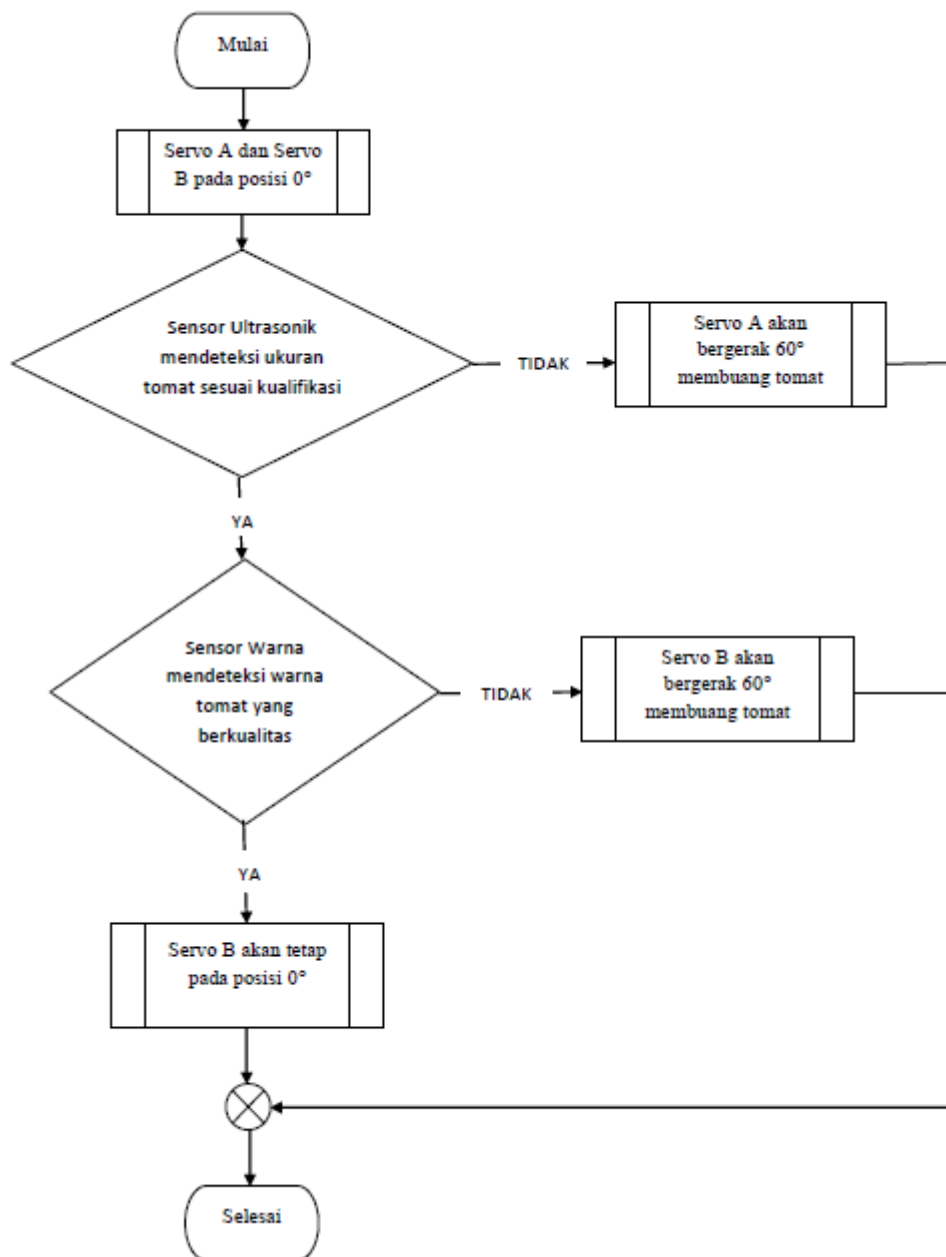 Mulai
Servo A dan Servo
B pada posisi 0°
Sensor Ultrasonik
mendeteksi ukuran
tomat sesuai kualifikasi
TIDAK
Servo A akan
bergerak 60°
membuang tomat
YA
Sensor Warna
mendeteksi warna
tomat yang
berkualitas
TIDAK
Servo B akan
bergerak 60°
membuang tomat
YA
Servo B akan tetap
pada posisi 0°
Selesai